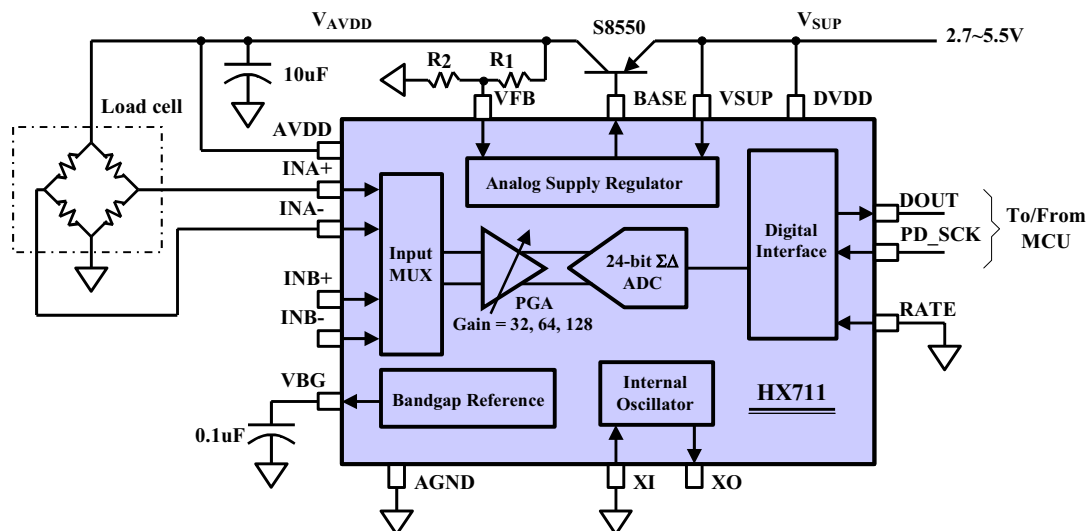 V_AVDD
S8550
V_SUP
2.7~5.5V
10uF
R2
R1
VFB
BASE
VSUP
DVDD
Load cell
AVDD
INA+
INA-
INB+
INB-
Analog Supply Regulator
Input
MUX
PGA
Gain = 32, 64, 128
24-bit ΣΔ
ADC
Digital
Interface
DOUT
PD_SCK
To/From
MCU
RATE
VBG
0.1uF
Bandgap Reference
Internal
Oscillator
HX711
AGND
XI
XO